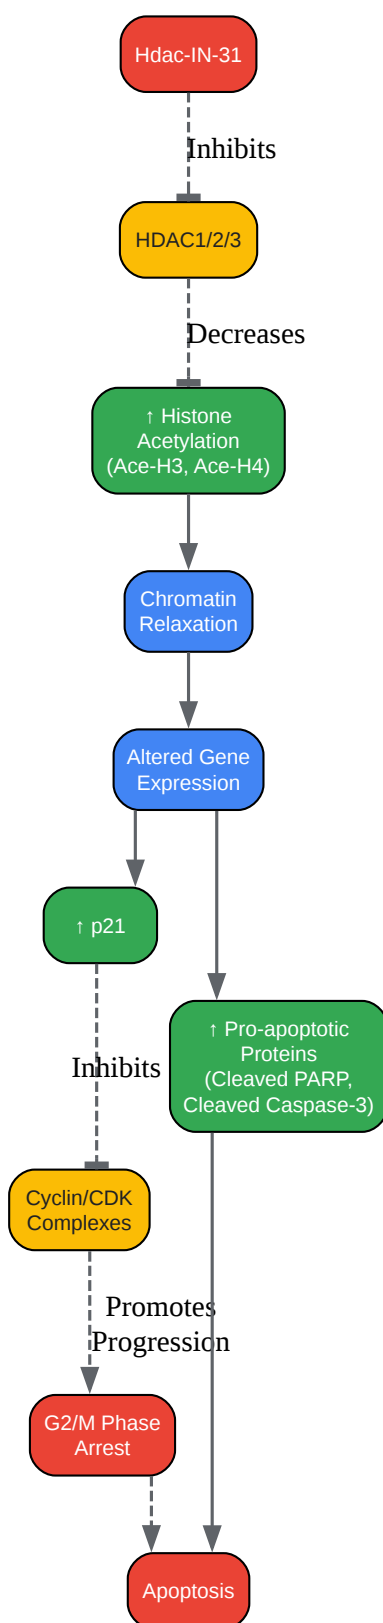 Hdac-IN-31
Inhibits
HDAC1/2/3
Decreases
↑ Histone
Acetylation
(Ace-H3, Ace-H4)
Chromatin
Relaxation
Altered Gene
Expression
↑ p21
↑ Pro-apoptotic
Proteins
(Cleaved PARP,
Cleaved Caspase-3)
Inhibits
Cyclin/CDK
Complexes
Promotes
Progression
G2/M Phase
Arrest
Apoptosis